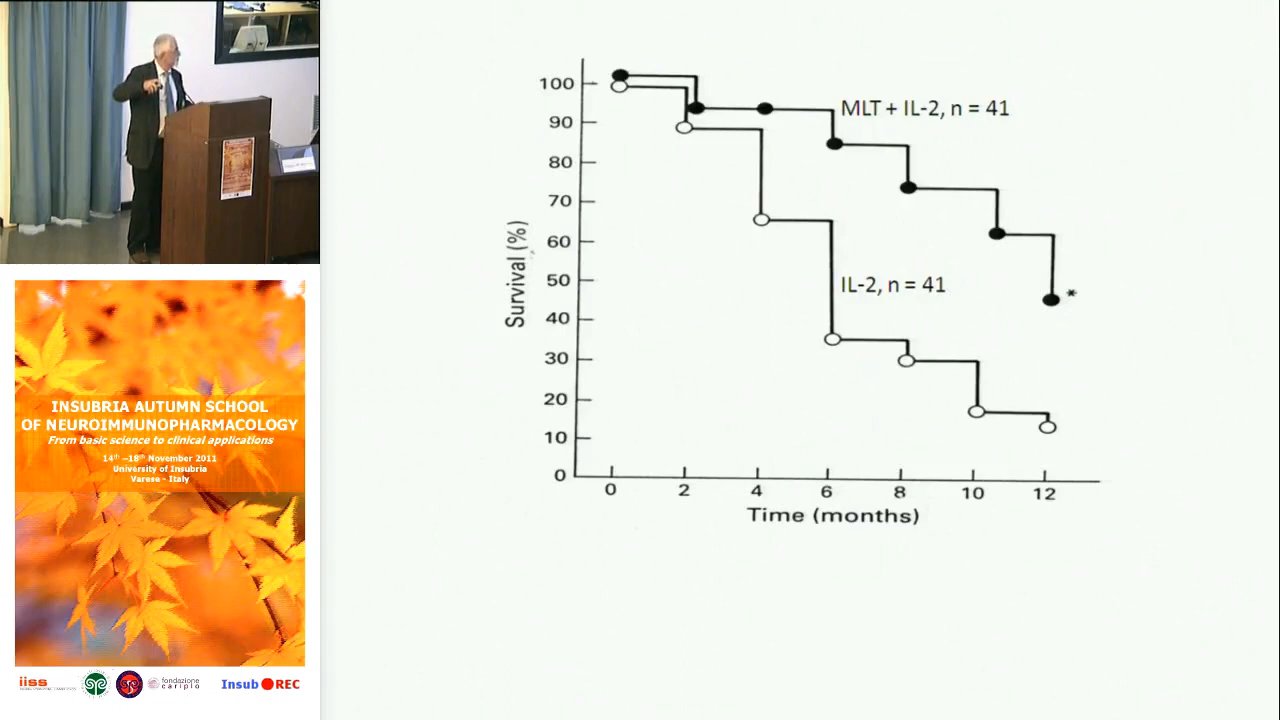 100
90
80
70
60
50
40
30
20
10
0
Survival (%)
MLT + IL-2, n = 41
*
IL-2, n = 41
0 2 4 6 8 10 12
Time (months)
INSUBRIA AUTUMN SCHOOL
OF NEUROIMMUNOPHARMACOLOGY
From basic science to clinical applications
14th –18th November 2011
University of Insubria
Varese - Italy
iiss
fondazione
cariplo
Insub REC